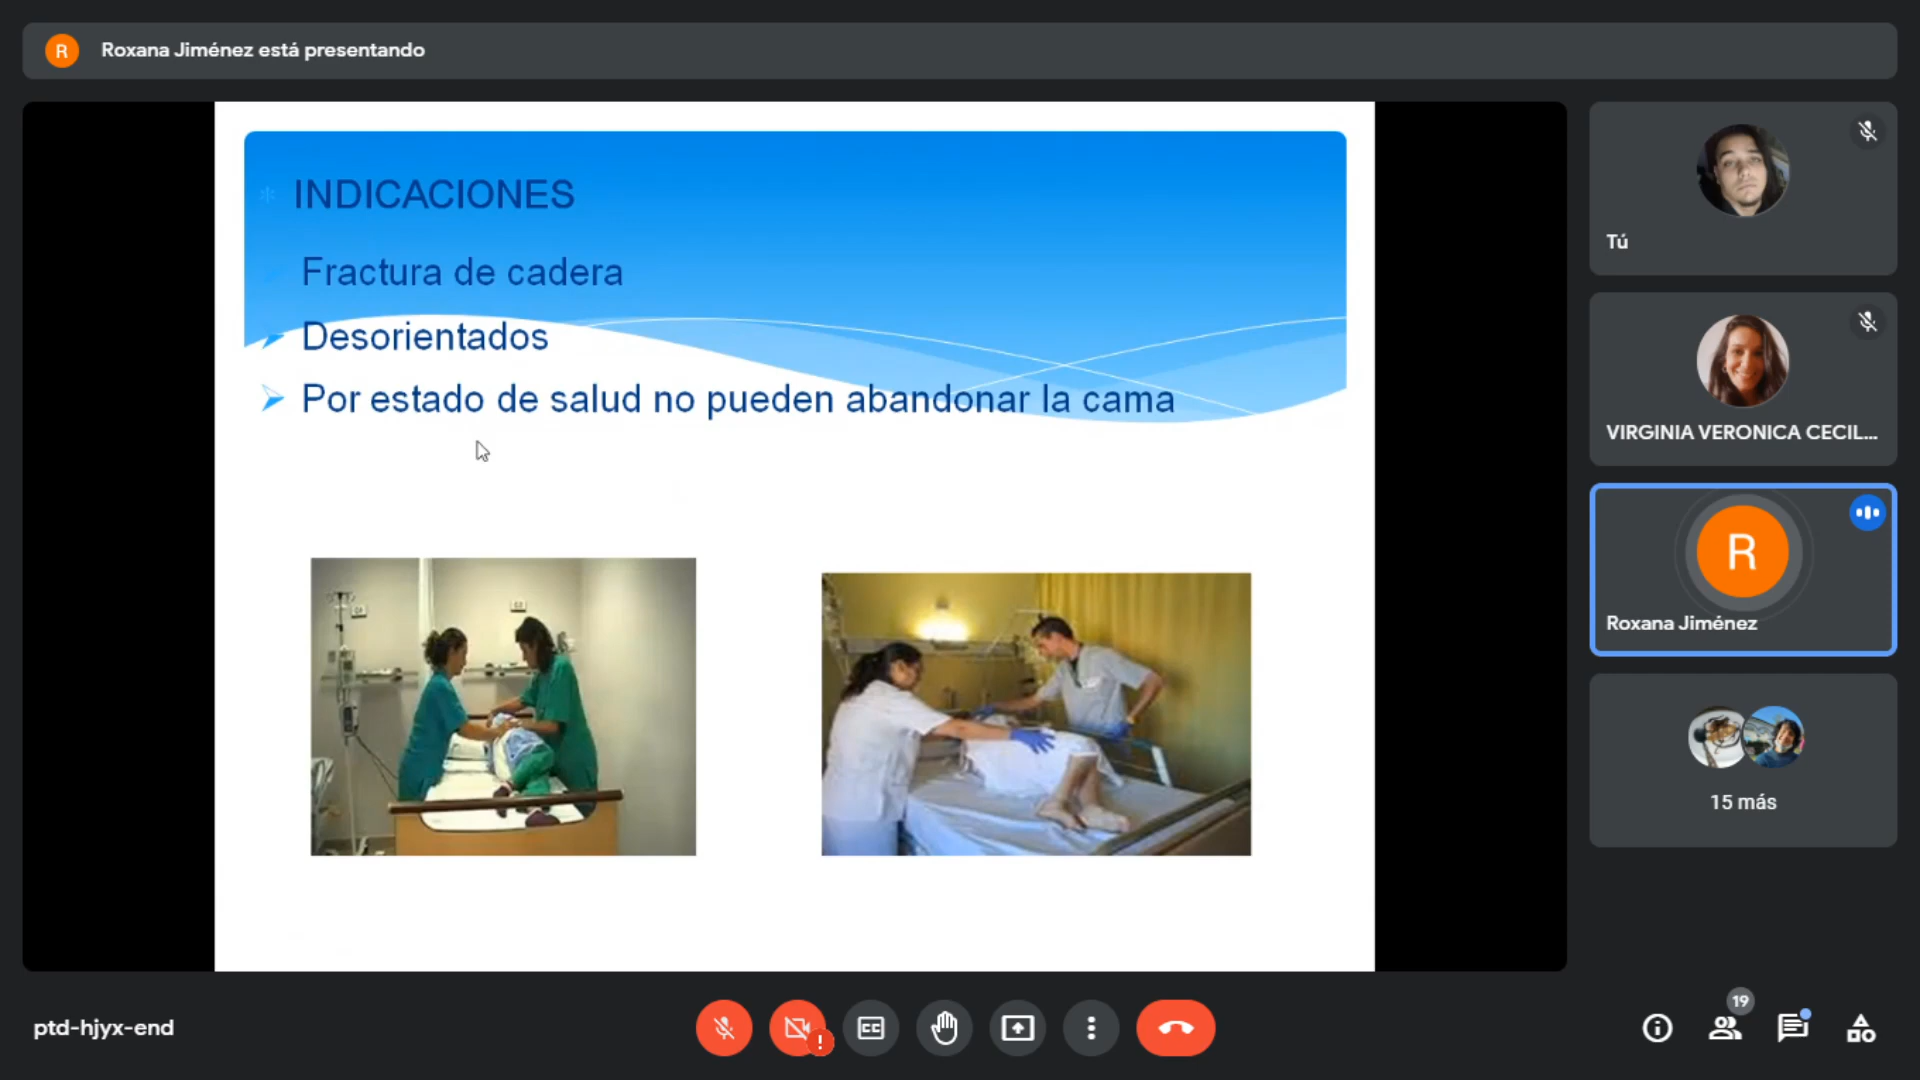 R
Roxana Jiménez está presentando
INDICACIONES
Fractura de cadera
Desorientados
Por estado de salud no pueden abandonar la cama
Tú
VIRGINIA VERONICA CECIL...
R
Roxana Jiménez
15 más
ptd-hjyx-end
!
CC
19